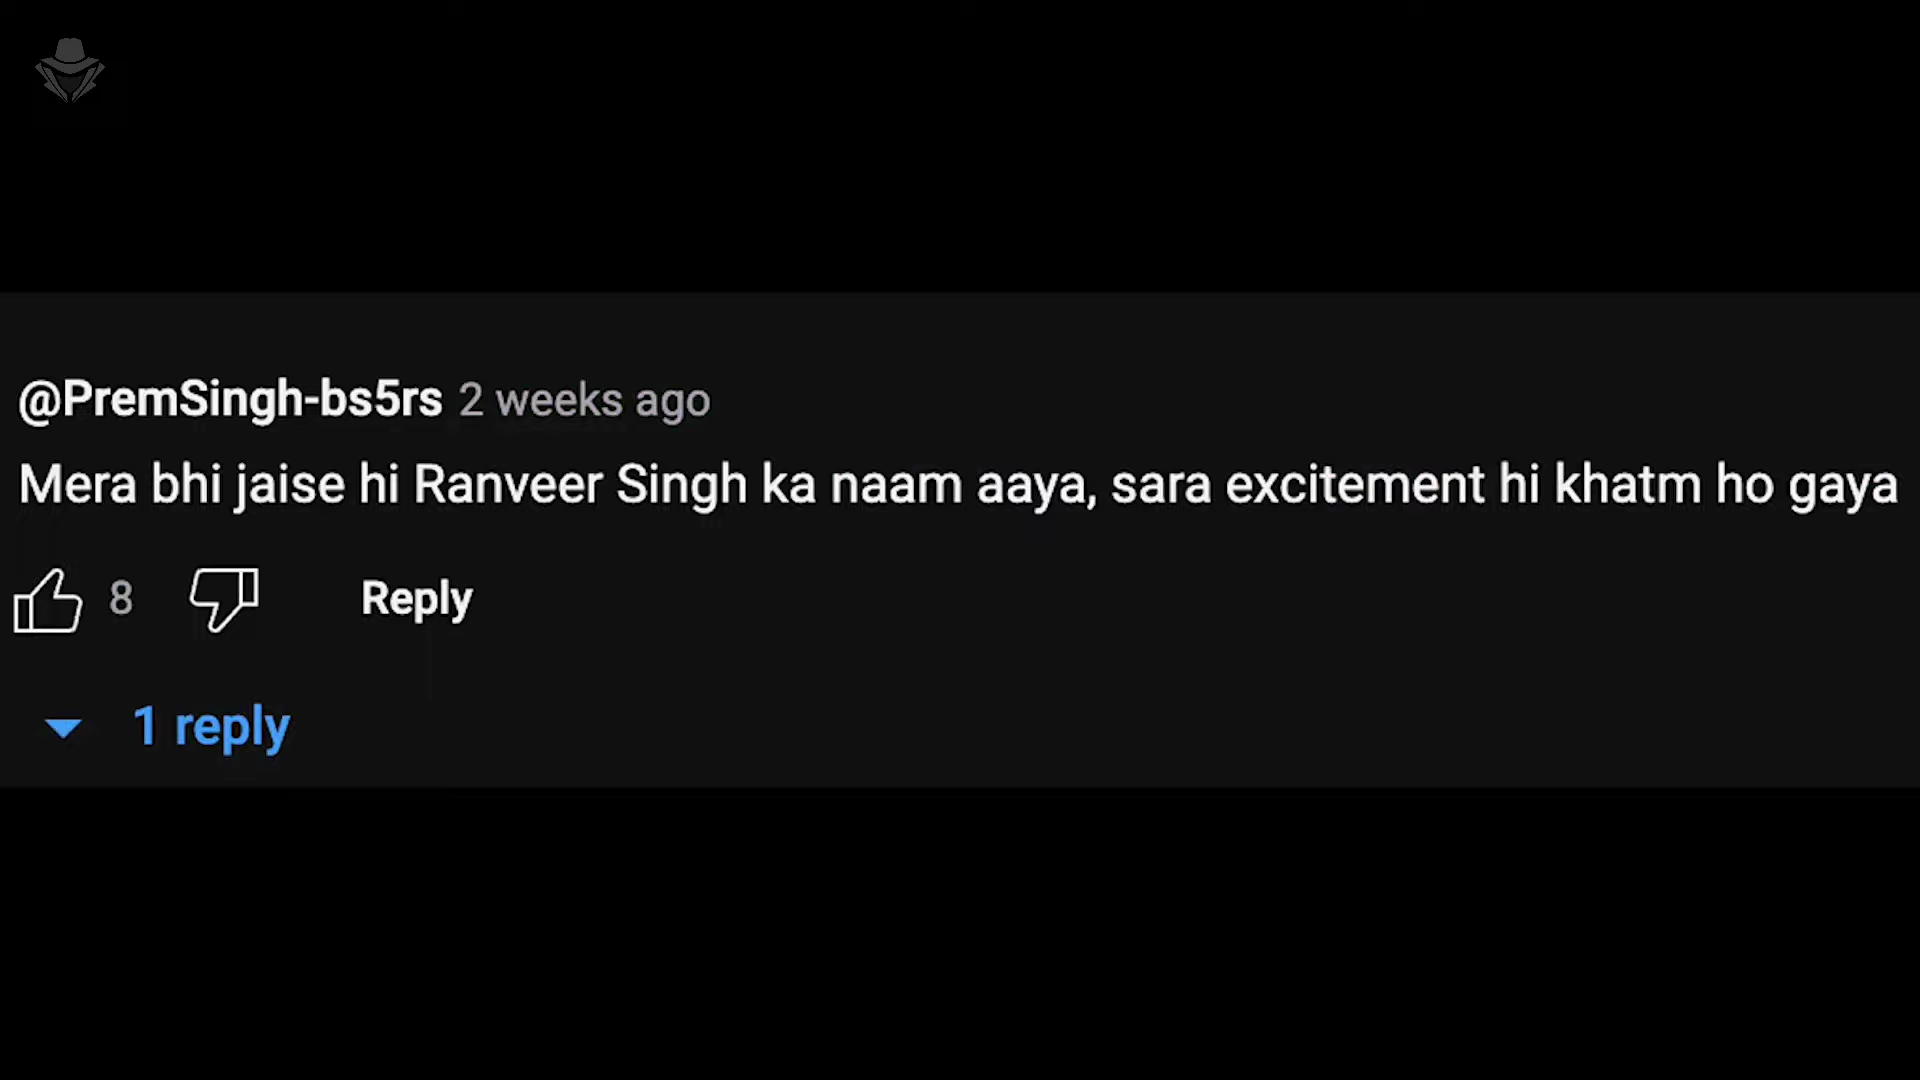 @PremSingh-bs5rs 2 weeks ago
Mera bhi jaise hi Ranveer Singh ka naam aaya, sara excitement hi khatm ho gaya
8 Reply
1 reply